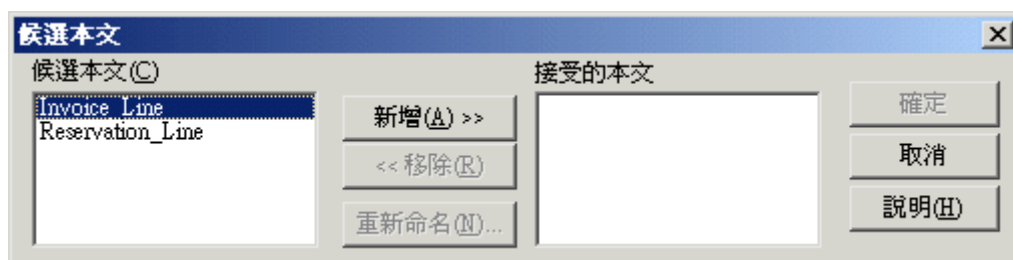 候選本文
候選本文(C)
Invoice_Line
Reservation_Line
新增(A) >>
<< 移除(R)
重新命名(N)...
接受的本文
確定
取消
說明(H)